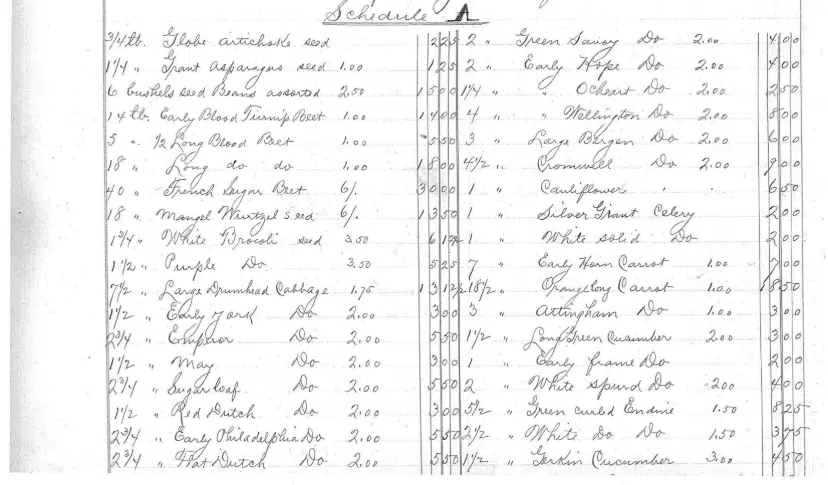 Schedule A
3/4 lb. Globe artichoke seed 2 25
1 1/4 " Grant Asparagus seed 1.00 1 25
6 bushels seed Beans assorted 2.50 15 00
14 lb. Early Blood Turnip Beet 1.00 14 00
5 " 1/2 Long Blood Beet 1.00 5 50
18 " Long do do 1.00 18 00
40 " French Sugar Beet 6/. 30 00
18 " Mangel Wurtzel seed 6/. 13 50
1 3/4 " White Brocoli seed 3.50 6 12 1/2
1 1/2 " Purple Do 3.50 5 25
7 1/2 " Large Drumhead Cabbage 1.75 13 12 1/2
1 1/2 " Early York Do 2.00 3 00
2 3/4 " Emperor Do 2.00 5 50
1 1/2 " May Do 2.00 3 00
2 3/4 " Sugar loaf Do 2.00 5 50
1 1/2 " Red Dutch Do 2.00 3 00
2 3/4 " Early Philadelphia Do 2.00 5 50
2 3/4 " Flat Dutch Do 2.00 5 50
2 " Green Savoy Do 2.00 4 00
2 " Early Hope Do 2.00 4 00
1 1/4 " " Ocheart Do 2.00 2 50
4 " " Wellington Do 2.00 8 00
3 " Large Bergen Do 2.00 6 00
4 1/2 " Cromwell Do 2.00 9 00
1 " Cauliflower " " 6 50
1 " Silver Grant Celery 2 00
1 " White solid Do 2 00
7 " Early Horn Carrot 1.00 7 00
18 1/2 " Orangelong Carrot 1.00 18 50
3 " Attingham Do 1.00 3 00
1 1/2 " Long Green Cucumber 2.00 3 00
1 " Early frame Do 2 00
2 " White spund Do 2 00 4 00
5 1/2 " Green curled Endine 1.50 8 25
2 1/2 " White Do Do 1.50 3 75
1 1/2 " Gerkin Cucumber 3.00 4 50